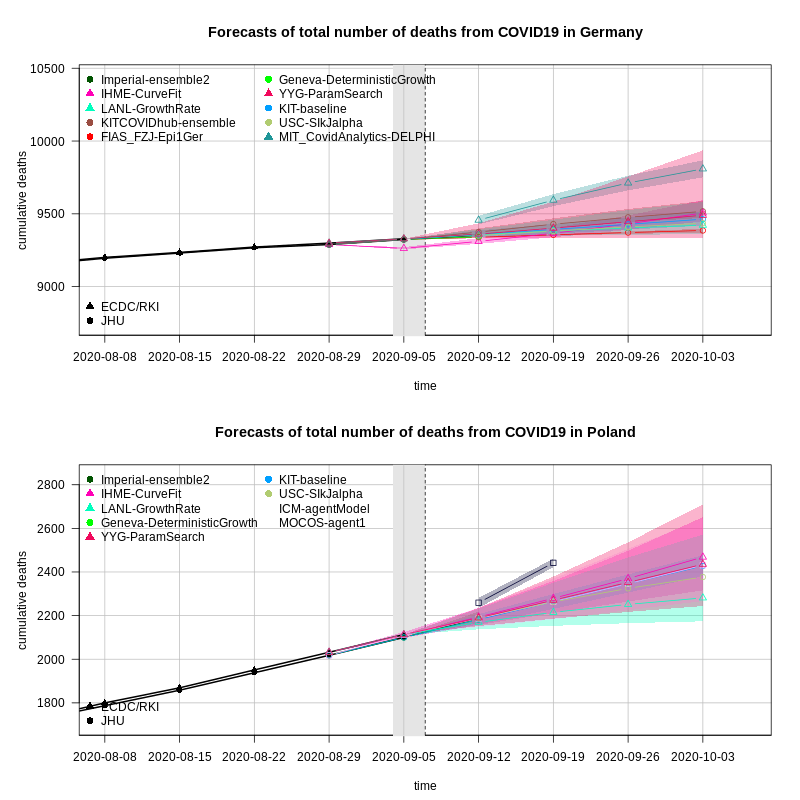 Forecasts of total number of deaths from COVID19 in Germany
cumulative deaths
10500
10000
9500
9000
Imperial-ensemble2
IHME-CurveFit
LANL-GrowthRate
KITCOVIDhub-ensemble
FIAS_FZJ-Epi1Ger
Geneva-DeterministicGrowth
YYG-ParamSearch
KIT-baseline
USC-SIkJalpha
MIT_CovidAnalytics-DELPHI
ECDC/RKI
JHU
2020-08-08 2020-08-15 2020-08-22 2020-08-29 2020-09-05 2020-09-12 2020-09-19 2020-09-26 2020-10-03
time
Forecasts of total number of deaths from COVID19 in Poland
cumulative deaths
2800
2600
2400
2200
2000
1800
Imperial-ensemble2
IHME-CurveFit
LANL-GrowthRate
Geneva-DeterministicGrowth
YYG-ParamSearch
KIT-baseline
USC-SIkJalpha
ICM-agentModel
MOCOS-agent1
ECDC/RKI
JHU
2020-08-08 2020-08-15 2020-08-22 2020-08-29 2020-09-05 2020-09-12 2020-09-19 2020-09-26 2020-10-03
time